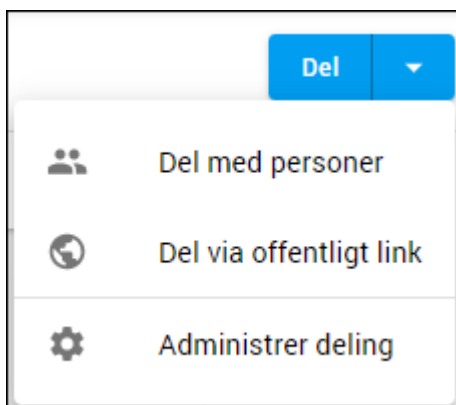 Del
Del med personer
Del via offentligt link
Administrer deling